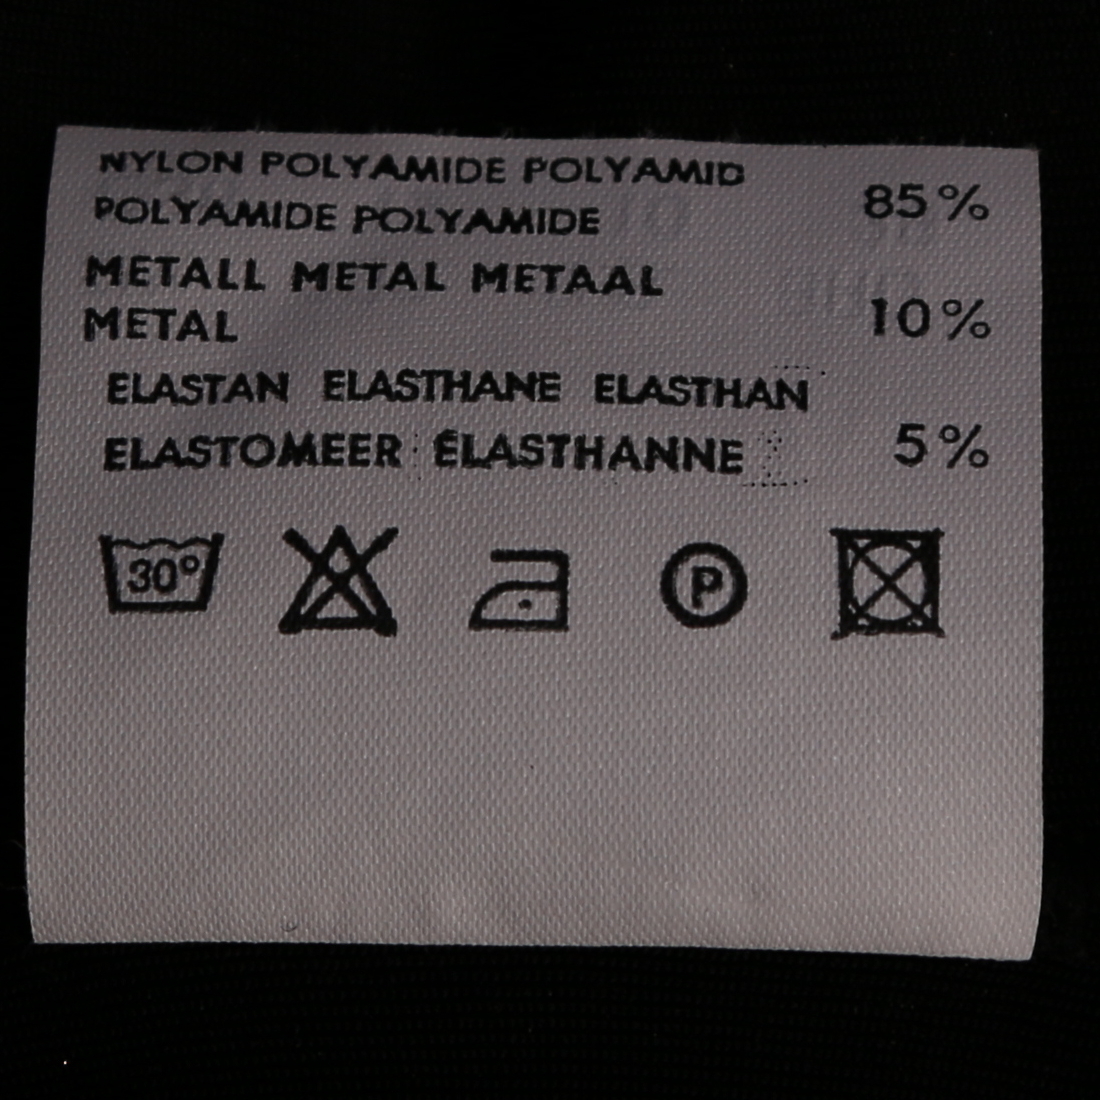 NYLON POLYAMIDE POLYAMID
POLYAMIDE POLYAMIDE 85%
METALL METAL METAAL
METAL 10%
ELASTAN ELASTHANE ELASTHAN
ELASTOMEER ÉLASTHANNE 5%
30° P